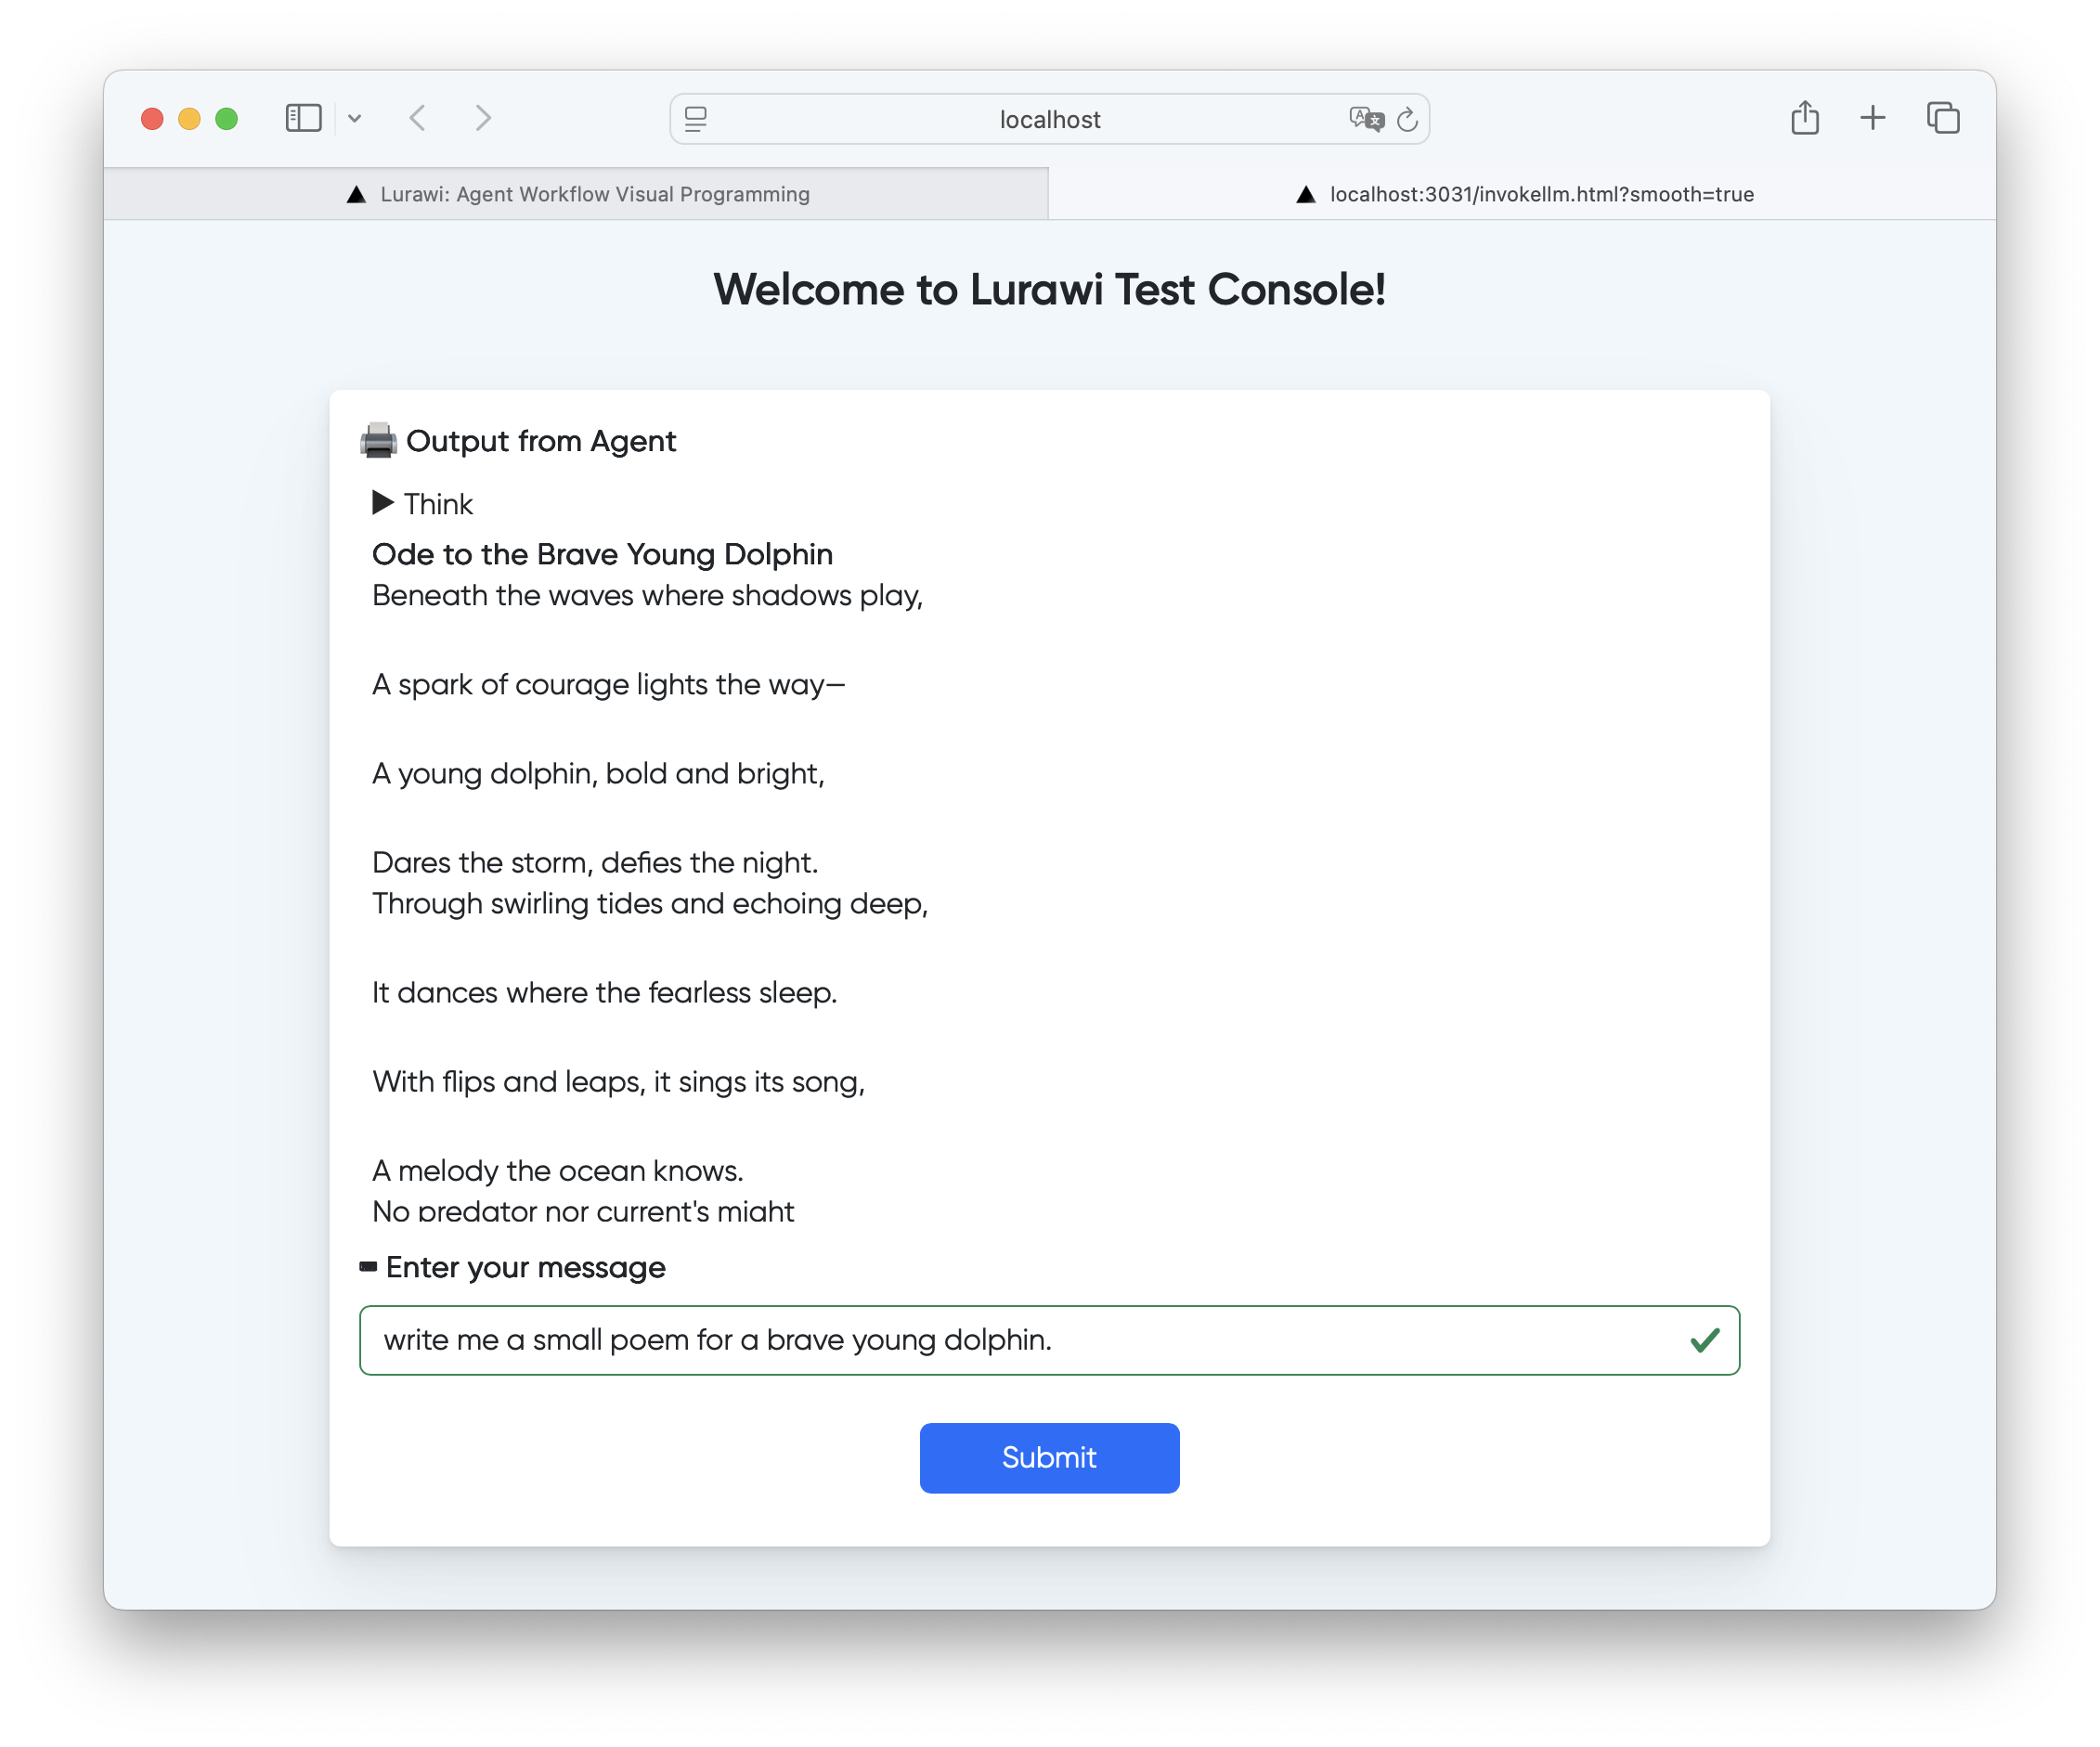 localhost
Lurawi: Agent Workflow Visual Programming
localhost:3031/invokellm.html?smooth=true
Welcome to Lurawi Test Console!
Output from Agent
Think
Ode to the Brave Young Dolphin
Beneath the waves where shadows play,
A spark of courage lights the way—
A young dolphin, bold and bright,
Dares the storm, defies the night.
Through swirling tides and echoing deep,
It dances where the fearless sleep.
With flips and leaps, it sings its song,
A melody the ocean knows.
No predator nor current's might
Enter your message
write me a small poem for a brave young dolphin.
Submit